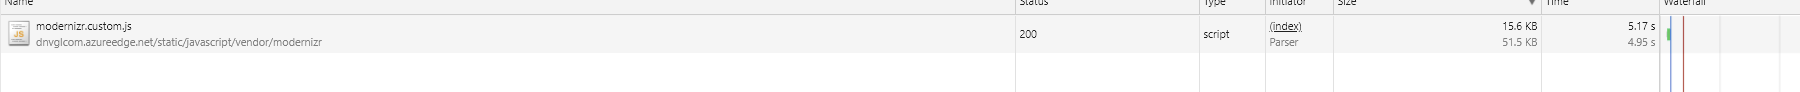 Name Status Type Initiator Size Time Waterfall
modernizr.custom.js (index) 15.6 KB 5.17 s
JS 200 script
dnvglcom.azureedge.net/static/javascript/vendor/modernizr Parser 51.5 KB 4.95 s